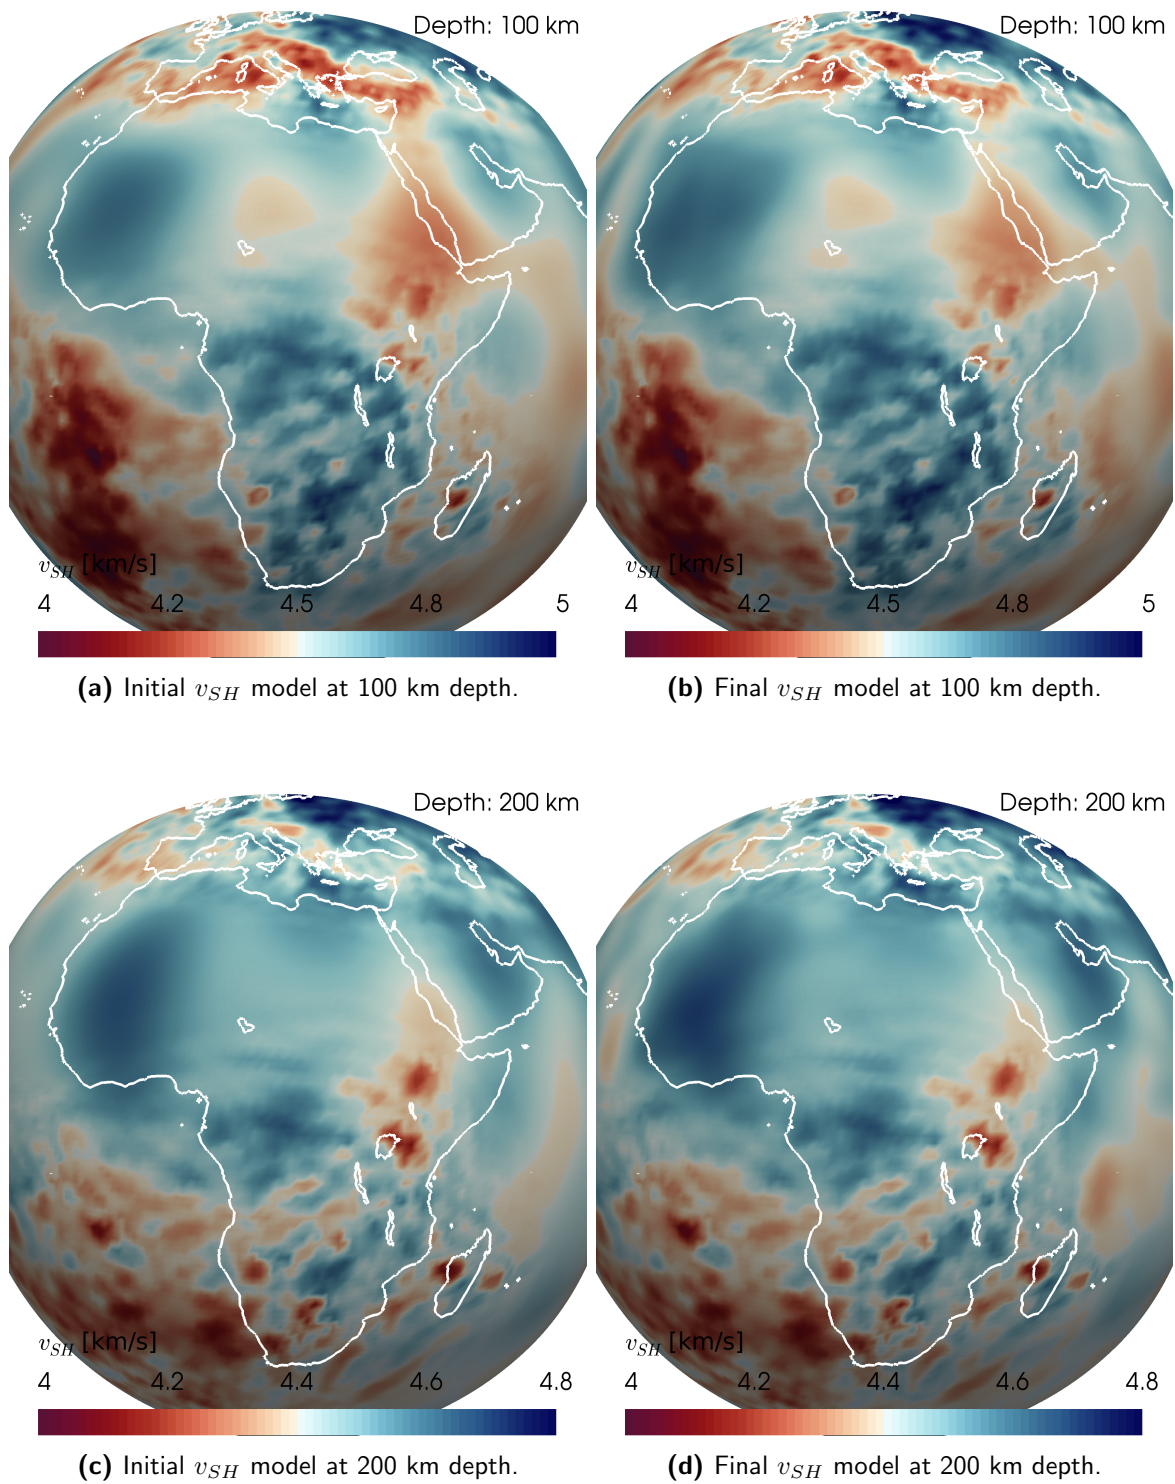 Depth: 100 km Depth: 100 km
v_SH [km/s] v_SH [km/s]
4 4.2 4.5 4.8 5 4 4.2 4.5 4.8 5
(a) Initial v_SH model at 100 km depth. (b) Final v_SH model at 100 km depth.
Depth: 200 km Depth: 200 km
v_SH [km/s] v_SH [km/s]
4 4.2 4.4 4.6 4.8 4 4.2 4.4 4.6 4.8
(c) Initial v_SH model at 200 km depth. (d) Final v_SH model at 200 km depth.